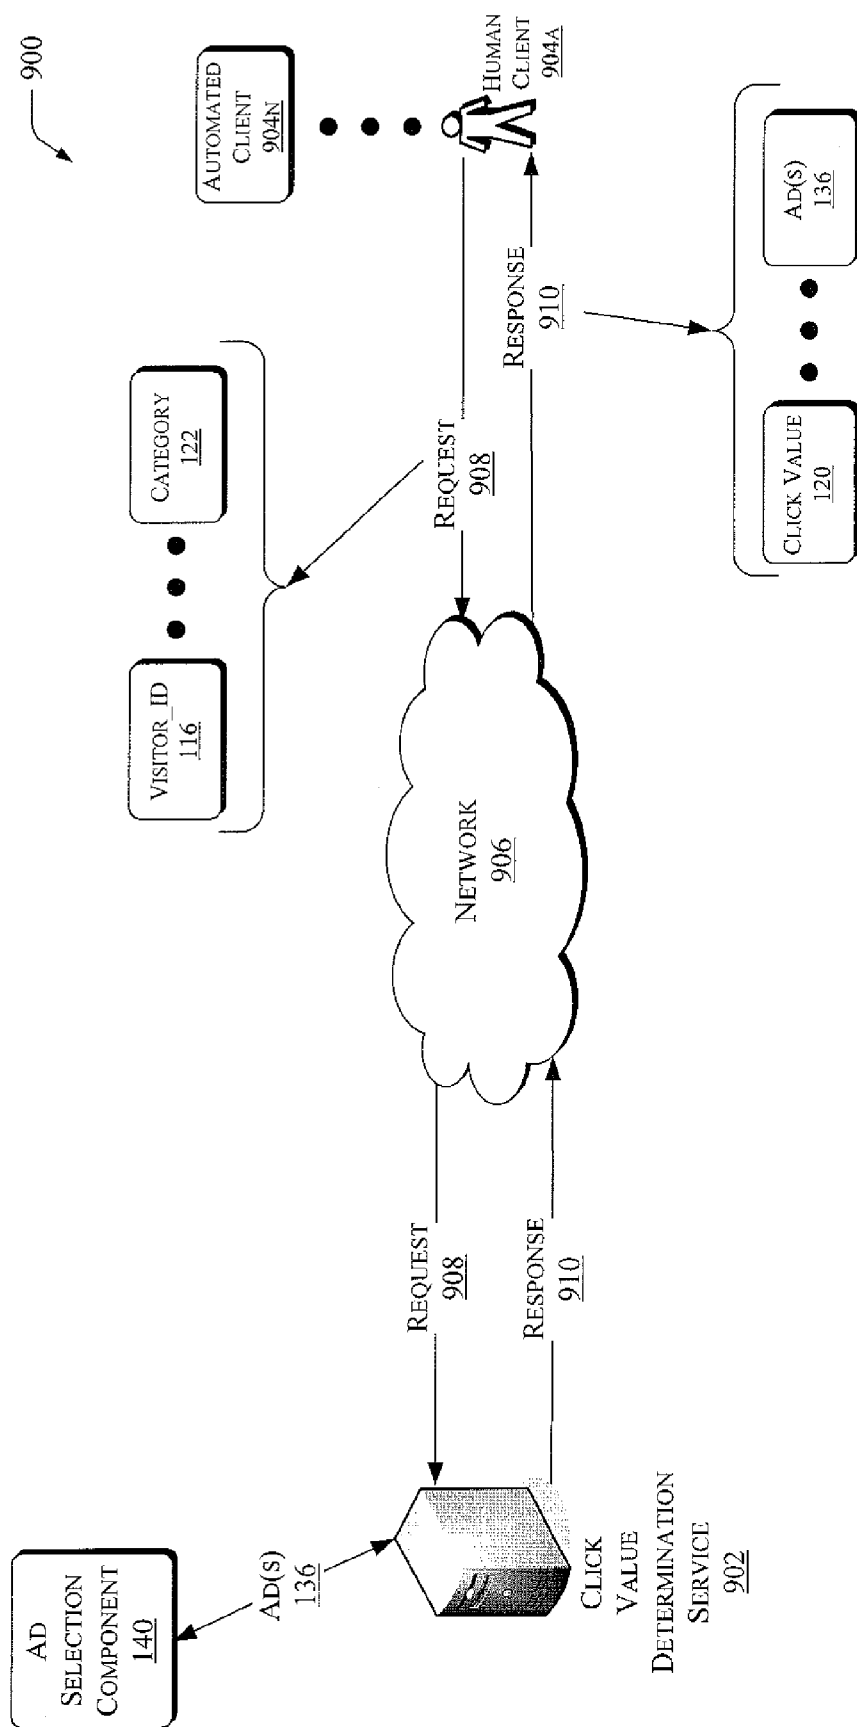 900
AD
SELECTION
COMPONENT
140
AD(S)
136
CLICK
VALUE
DETERMINATION
SERVICE
902
REQUEST
908
RESPONSE
910
NETWORK
906
VISITOR_ID
116
CATEGORY
122
REQUEST
908
RESPONSE
910
AUTOMATED
CLIENT
904N
HUMAN
CLIENT
904A
CLICK VALUE
120
AD(S)
136